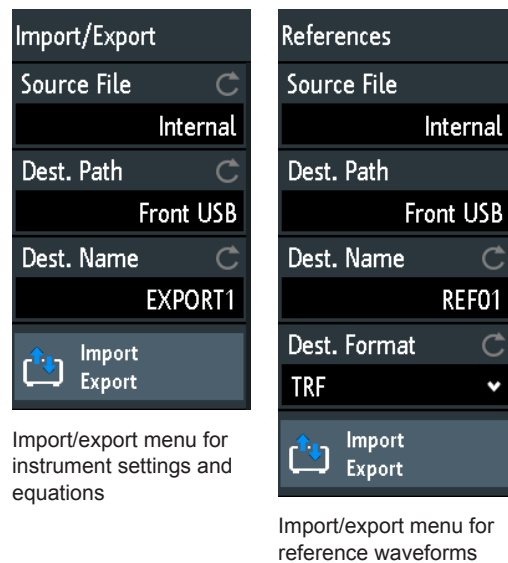 Import/Export
Source File
Internal
Dest. Path
Front USB
Dest. Name
EXPORT1
Import
Export
Import/export menu for
instrument settings and
equations
References
Source File
Internal
Dest. Path
Front USB
Dest. Name
REF01
Dest. Format
TRF
Import
Export
Import/export menu for
reference waveforms